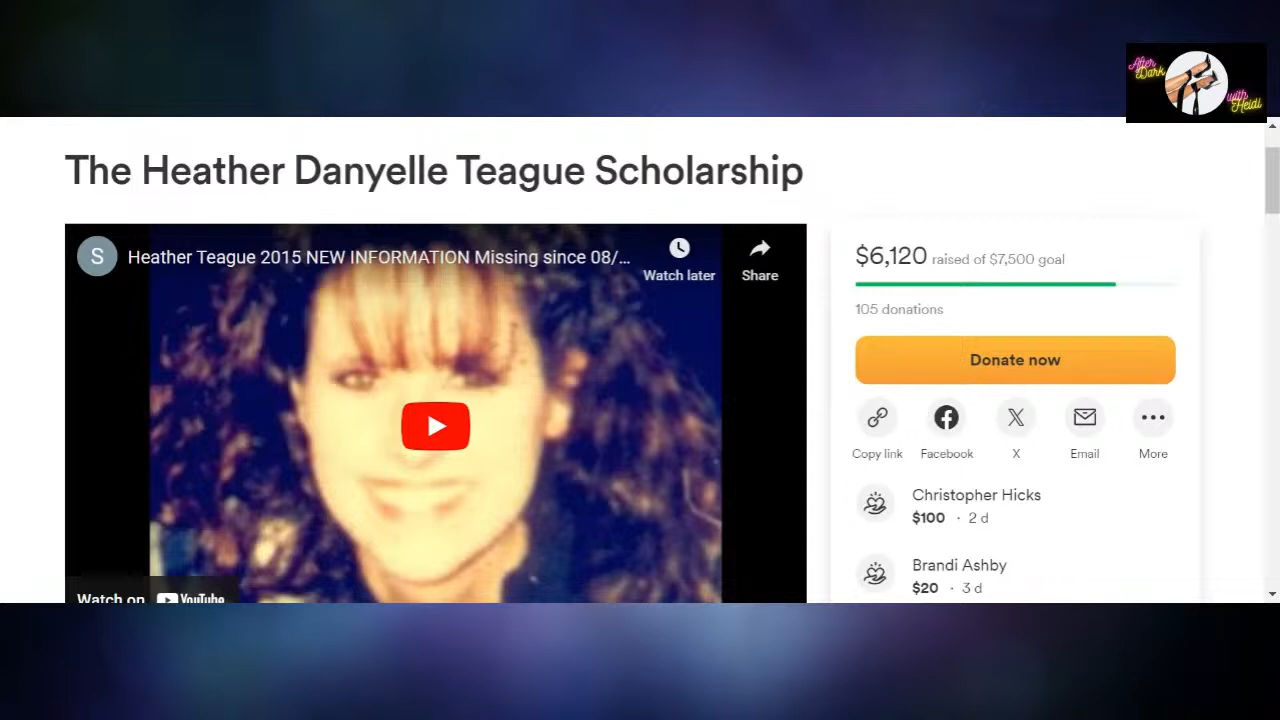 After
Dark
with
Heidi
The Heather Danyelle Teague Scholarship
S
Heather Teague 2015 NEW INFORMATION Missing since 08/...
Watch later
Share
Watch on YouTube
$6,120 raised of $7,500 goal
105 donations
Donate now
Copy link
Facebook
X
Email
More
Christopher Hicks
$100 · 2 d
Brandi Ashby
$20 · 3 d